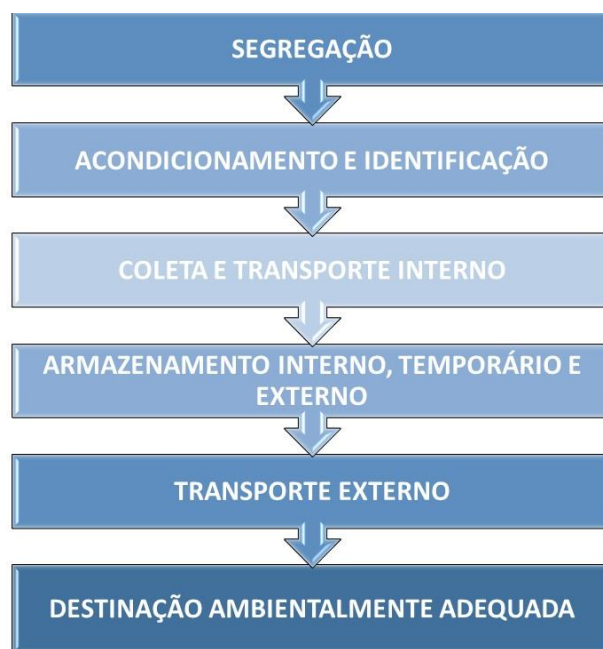 SEGREGAÇÃO
ACONDICIONAMENTO E IDENTIFICAÇÃO
COLETA E TRANSPORTE INTERNO
ARMAZENAMENTO INTERNO, TEMPORÁRIO E
EXTERNO
TRANSPORTE EXTERNO
DESTINAÇÃO AMBIENTALMENTE ADEQUADA